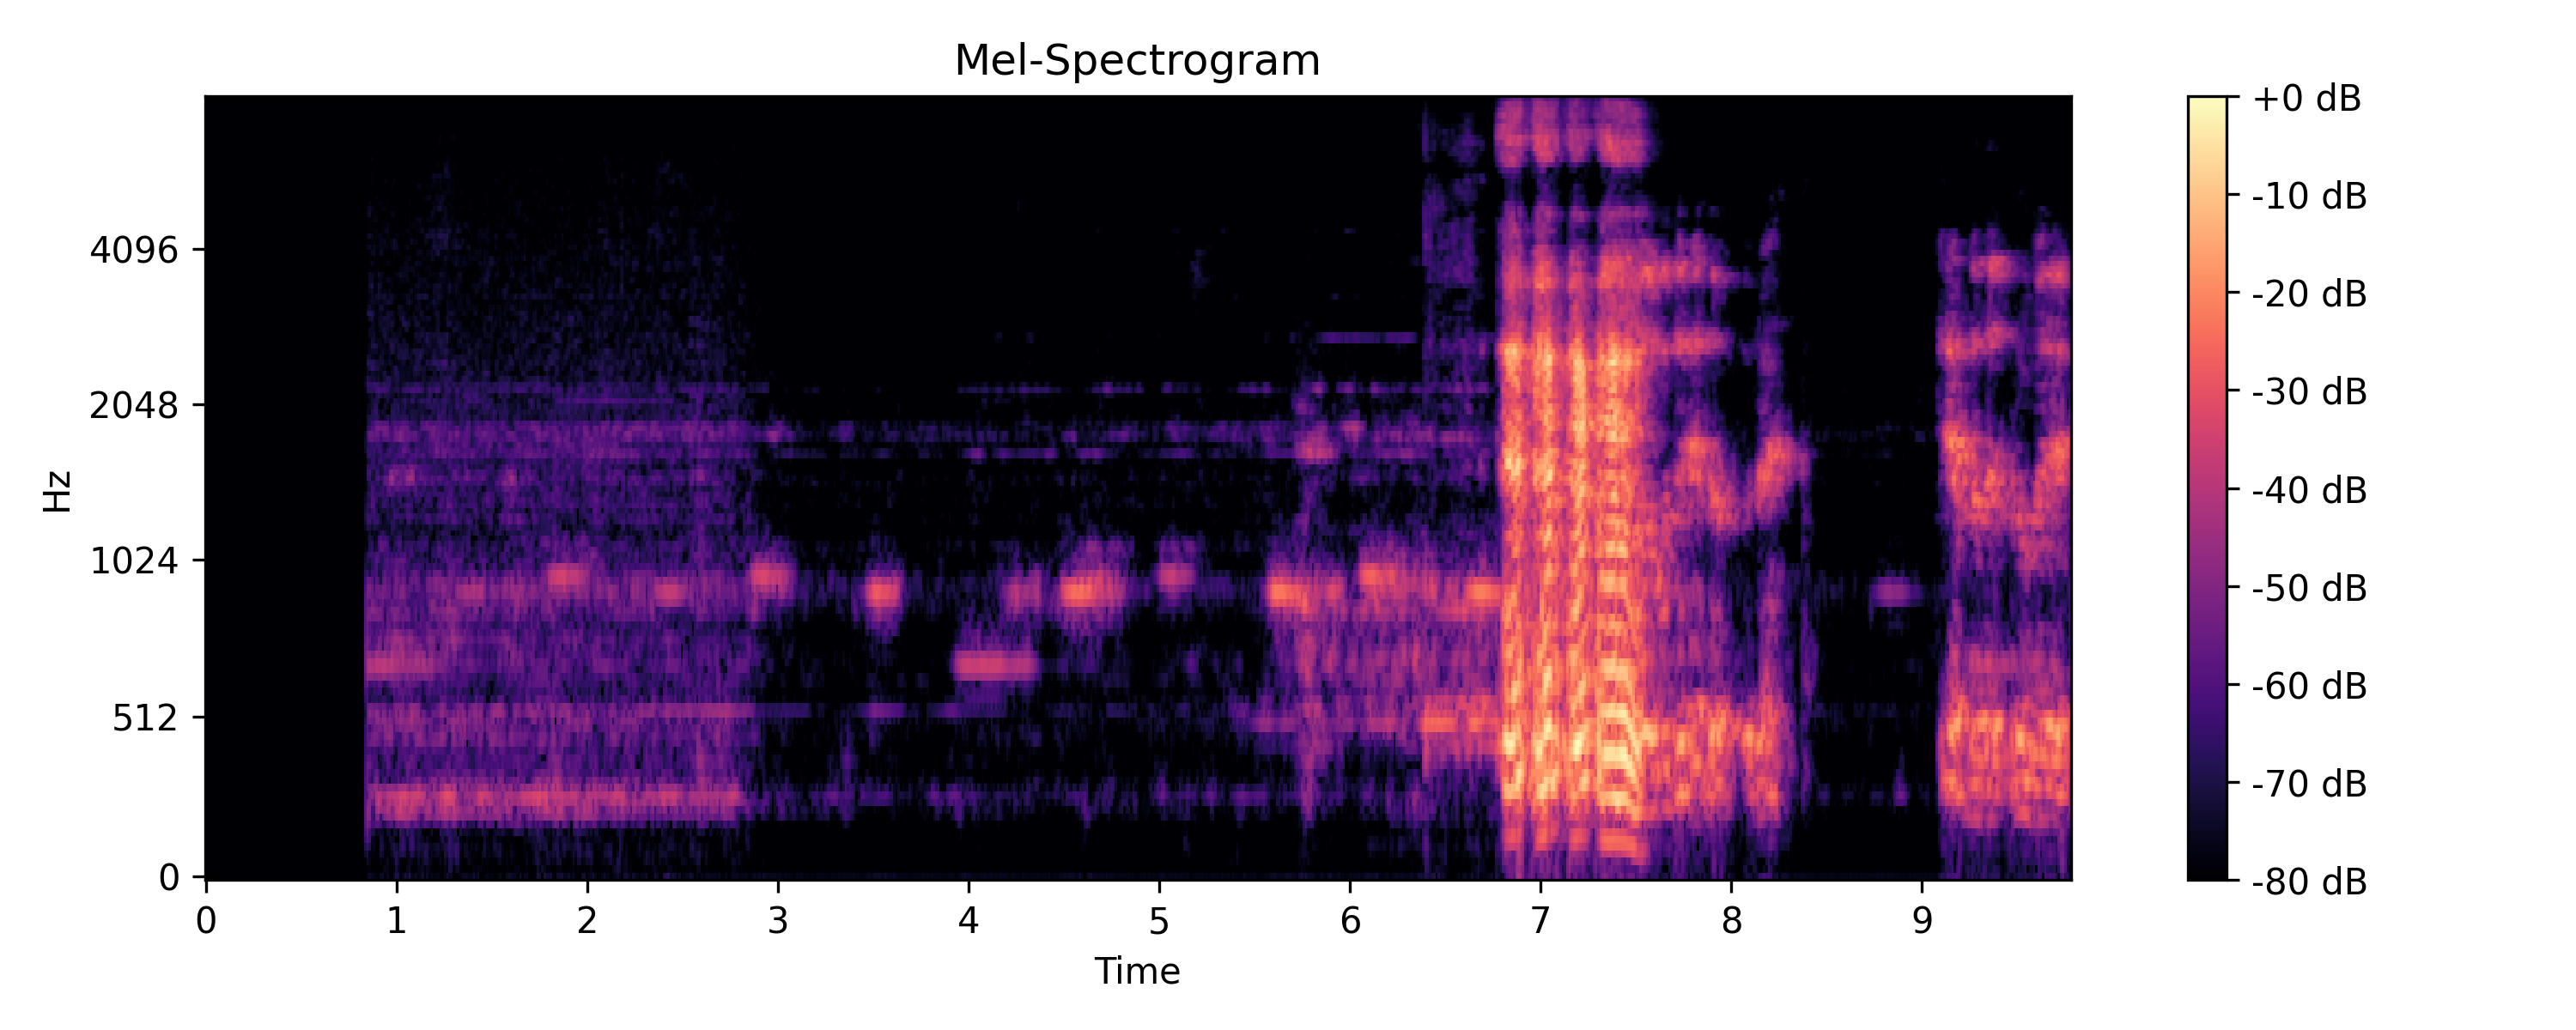 Mel-Spectrogram
+0 dB
-10 dB
-20 dB
-30 dB
-40 dB
-50 dB
-60 dB
-70 dB
-80 dB
4096
2048
1024
512
0
Hz
0 1 2 3 4 5 6 7 8 9
Time